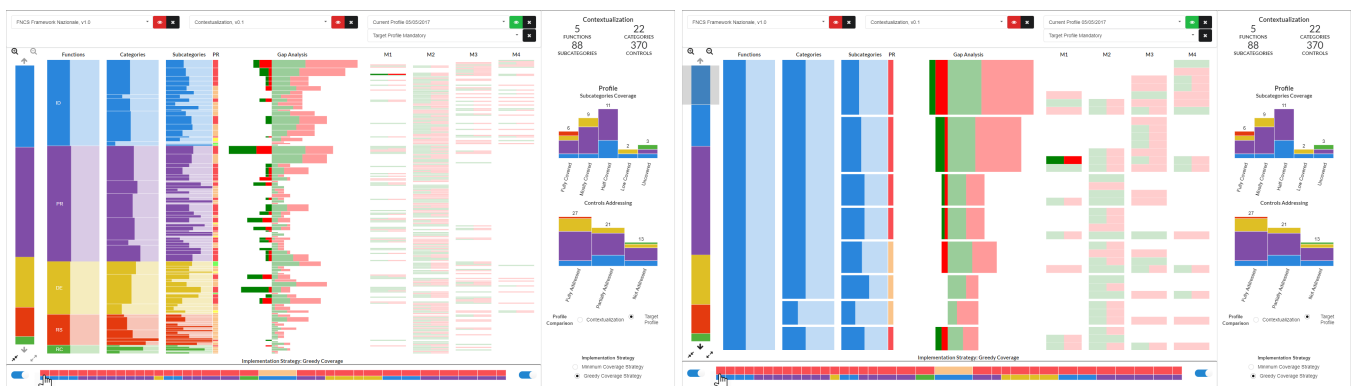 FNCS Framework Nazionale, v1.0
Contextualization, v0.1
Current Profile 05/05/2017
Target Profile Mandatory
Functions
Categories
Subcategories
PR
Gap Analysis
M1
M2
M3
M4
ID
PR
DE
RS
RC
Implementation Strategy: Greedy Coverage
Contextualization
5
22
FUNCTIONS
CATEGORIES
88
370
SUBCATEGORIES
CONTROLS
Profile
Subcategories Coverage
6
9
11
2
3
Fully Covered
Mostly Covered
Half Covered
Low Covered
Uncovered
Controls Addressing
27
21
15
Fully Addressed
Partially Addressed
Not Addressed
Profile
Comparison
Contextualization
Target
Profile
Implementation Strategy
Minimum Coverage Strategy
Greedy Coverage Strategy
FNCS Framework Nazionale, v1.0
Contextualization, v0.1
Current Profile 05/05/2017
Target Profile Mandatory
Functions
Categories
Subcategories
PR
Gap Analysis
M1
M2
M3
M4
Implementation Strategy: Greedy Coverage
Contextualization
5
22
FUNCTIONS
CATEGORIES
88
370
SUBCATEGORIES
CONTROLS
Profile
Subcategories Coverage
6
9
11
2
3
Fully Covered
Mostly Covered
Half Covered
Low Covered
Uncovered
Controls Addressing
27
21
15
Fully Addressed
Partially Addressed
Not Addressed
Profile
Comparison
Contextualization
Target
Profile
Implementation Strategy
Minimum Coverage Strategy
Greedy Coverage Strategy